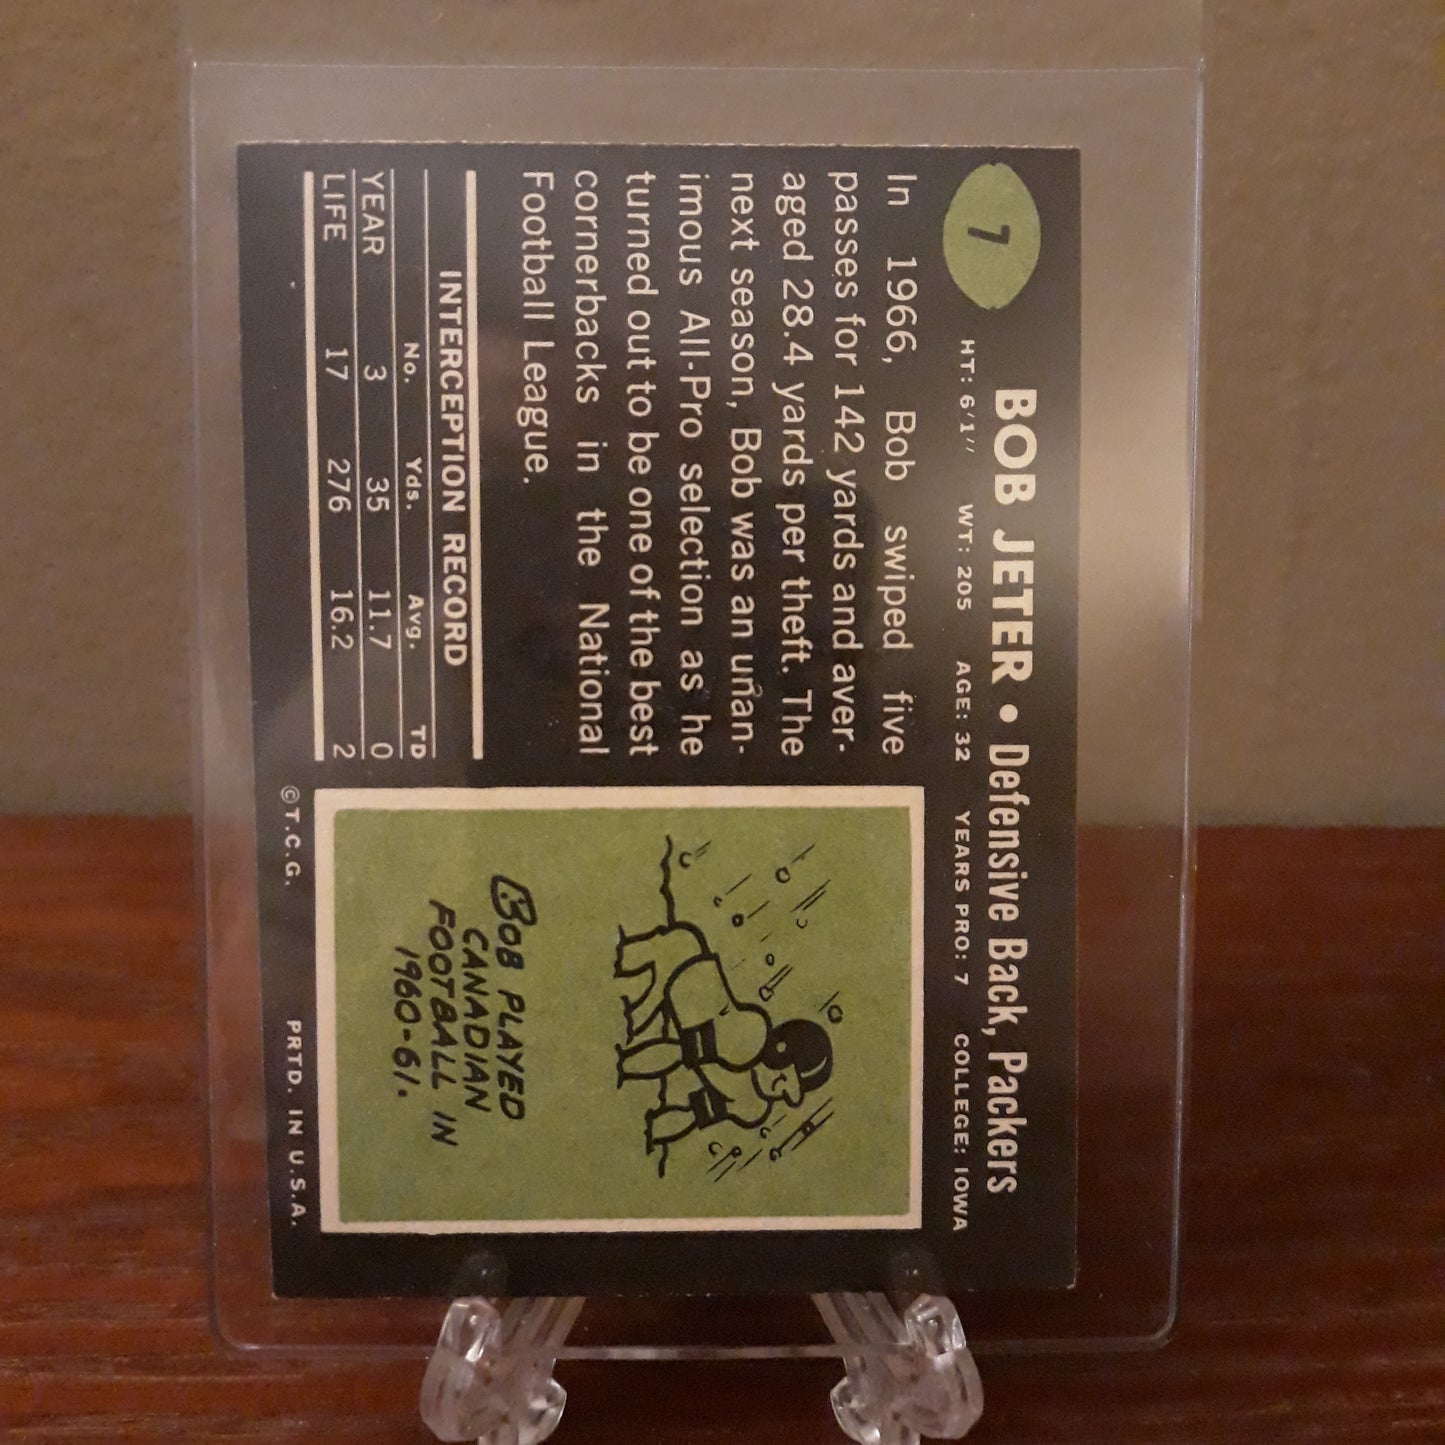 7
BOB JETER • Defensive Back, Packers
HT: 6'1" WT: 205 AGE: 32 YEARS PRO: 7 COLLEGE: IOWA
In 1966, Bob swiped five
passes for 142 yards and aver-
aged 28.4 yards per theft. The
next season, Bob was an unan-
imous All-Pro selection as he
turned out to be one of the best
cornerbacks in the National
Football League.
INTERCEPTION RECORD
No. Yds. Avg. TD
YEAR 3 35 11.7 0
LIFE 17 276 16.2 2
BOB PLAYED
CANADIAN
FOOTBALL IN
1960-61.
©T.C.G. PRTD. IN U.S.A.